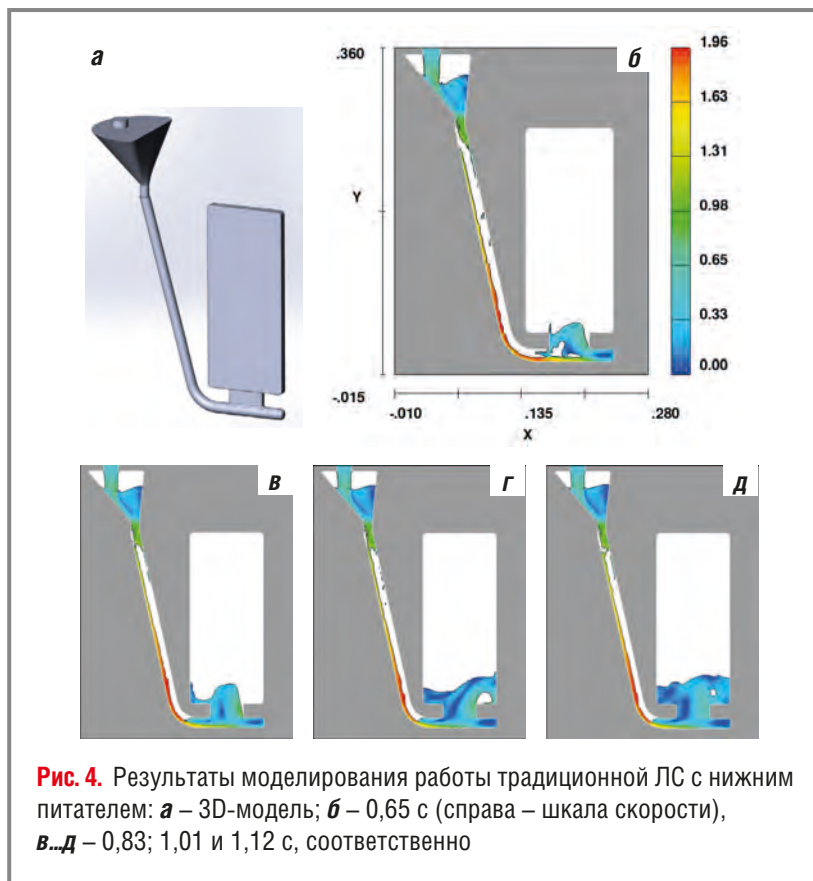 а
б
.360
Y
-.015
-.010
.135
.280
X
1.96
1.63
1.31
0.98
0.65
0.33
0.00
в
г
д
Рис. 4. Результаты моделирования работы традиционной ЛС с нижним
питателем: а – 3D-модель; б – 0,65 с (справа – шкала скорости),
в...д – 0,83; 1,01 и 1,12 с, соответственно